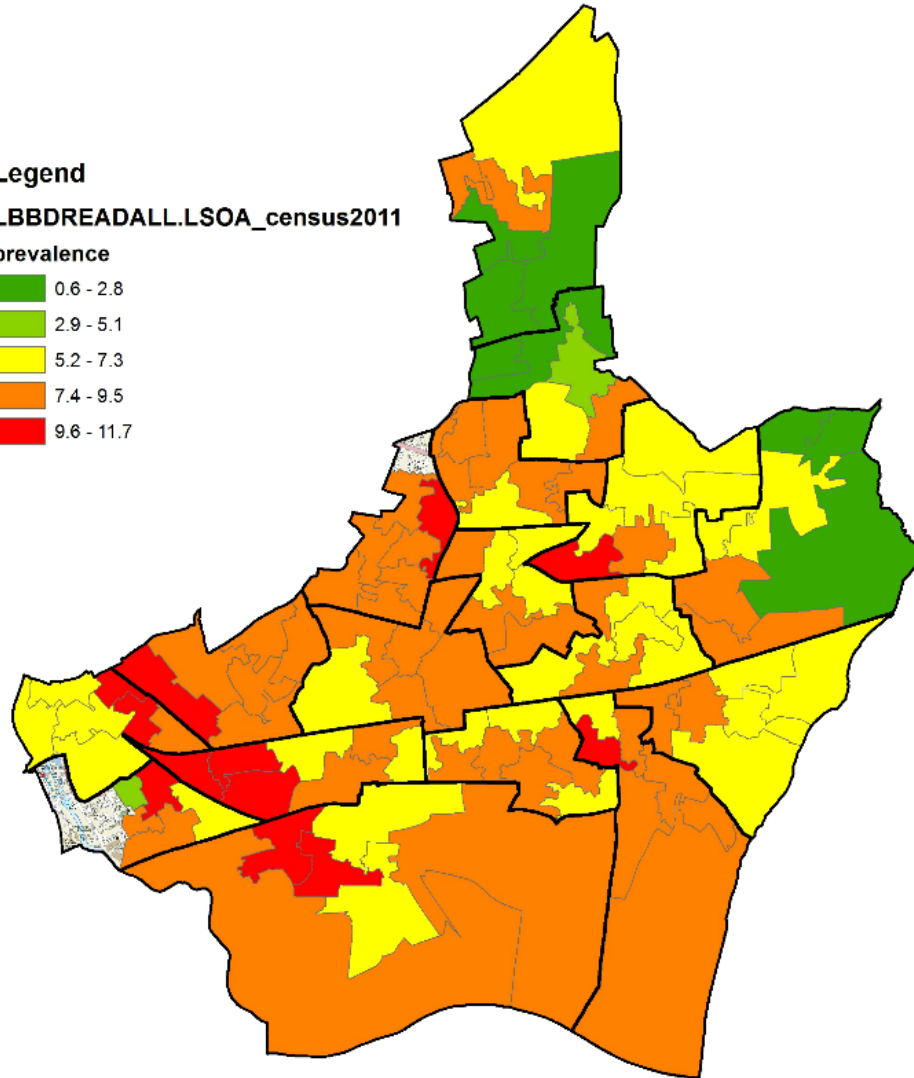 Legend
LBBDREADALL.LSOA_census2011
prevalence
0.6 - 2.8
2.9 - 5.1
5.2 - 7.3
7.4 - 9.5
9.6 - 11.7